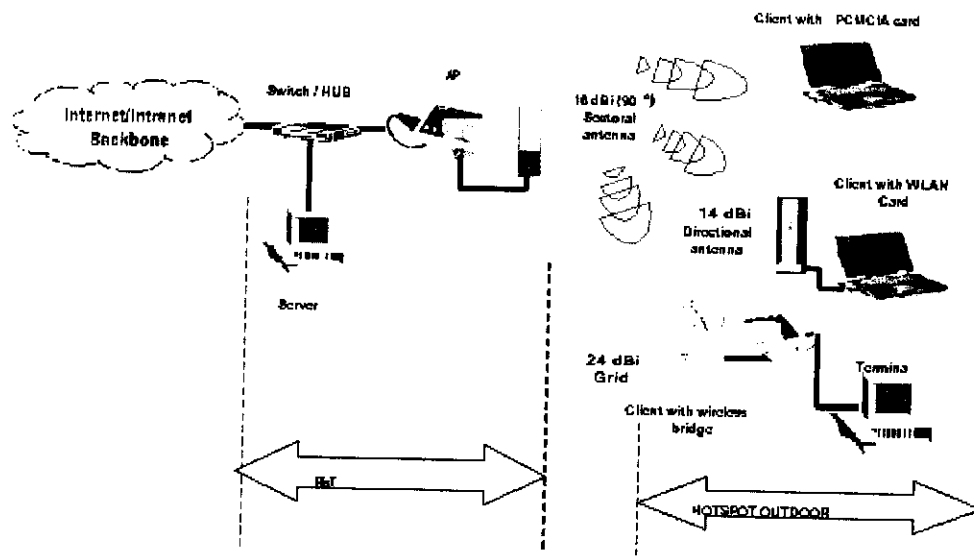 Client with PCMCIA card
AP
Switch / HUB
Internet/Intranet
Backbone
16 dBi (90°)
Sectoral
antenna
Client with WLAN
Card
14 dBi
Directional
antenna
Server
24 dBi
Grid
Client with wireless
bridge
Termina
HOTSPOT OUTDOOR